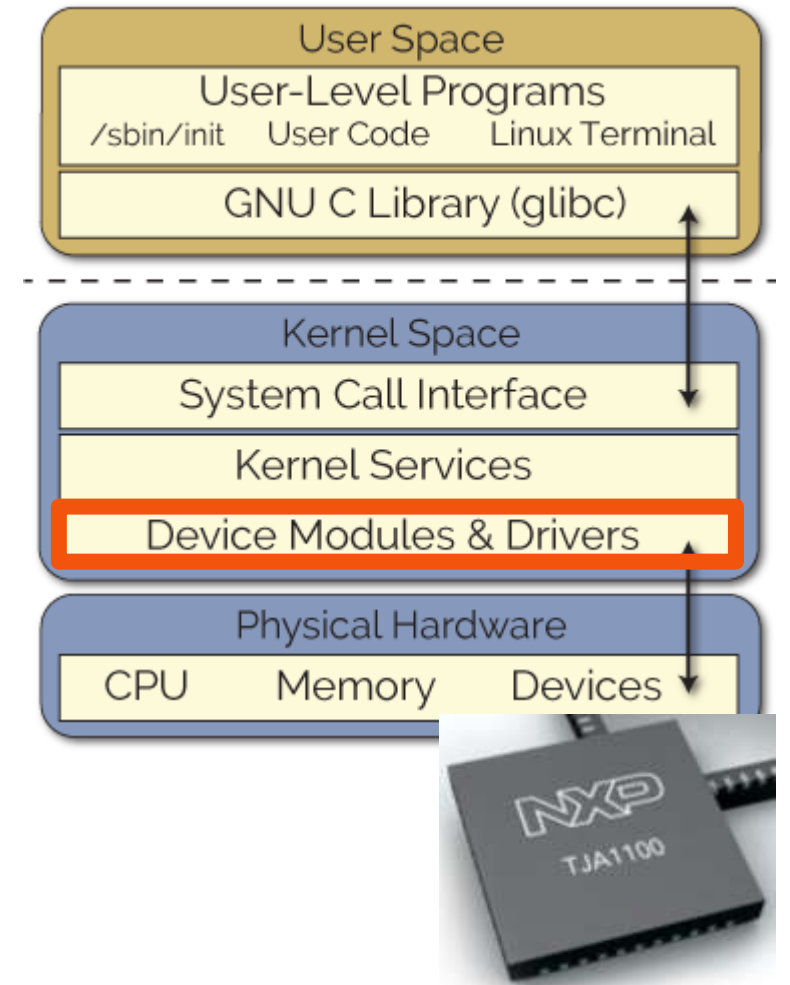 User Space
User-Level Programs
/sbin/init User Code Linux Terminal
GNU C Library (glibc)
Kernel Space
System Call Interface
Kernel Services
Device Modules & Drivers
Physical Hardware
CPU Memory Devices
NXP
TJA1100